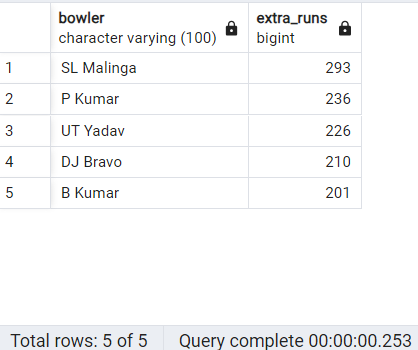 bowler extra_runs
character varying (100) bigint
1 SL Malinga 293
2 P Kumar 236
3 UT Yadav 226
4 DJ Bravo 210
5 B Kumar 201
Total rows: 5 of 5 Query complete 00:00:00.253